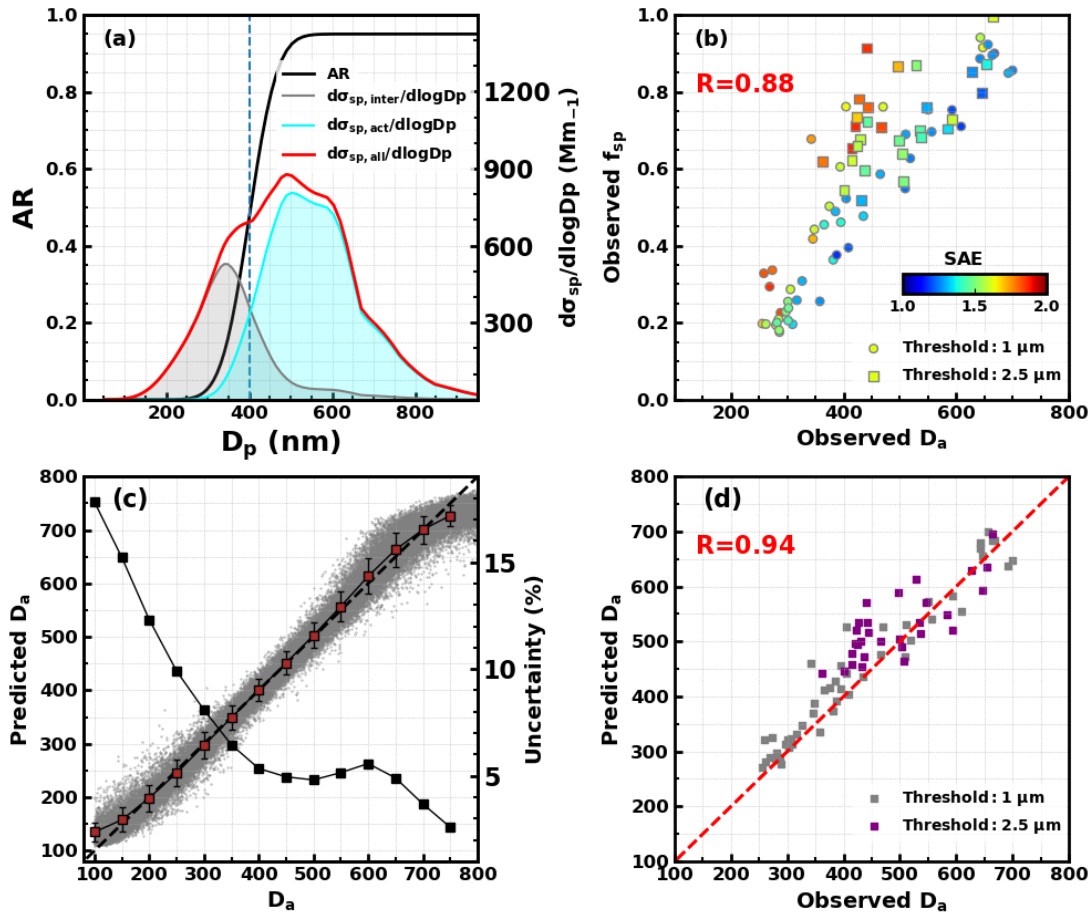 (a)
AR
dσsp,inter/dlogDp
dσsp,act/dlogDp
dσsp,all/dlogDp
1.0
0.8
0.6
0.4
0.2
0.0
AR
200 400 600 800
Dp (nm)
1200
900
600
300
dσsp/dlogDp (Mm−1)
(b)
R=0.88
1.0
0.8
0.6
0.4
0.2
0.0
Observed fsp
SAE
1.0 1.5 2.0
Threshold: 1 μm
Threshold: 2.5 μm
200 400 600 800
Observed Da
(c)
800
700
600
500
400
300
200
100
Predicted Da
100 200 300 400 500 600 700 800
Da
15
10
5
Uncertainty (%)
(d)
R=0.94
800
700
600
500
400
300
200
100
Predicted Da
Threshold: 1 μm
Threshold: 2.5 μm
100 200 300 400 500 600 700 800
Observed Da